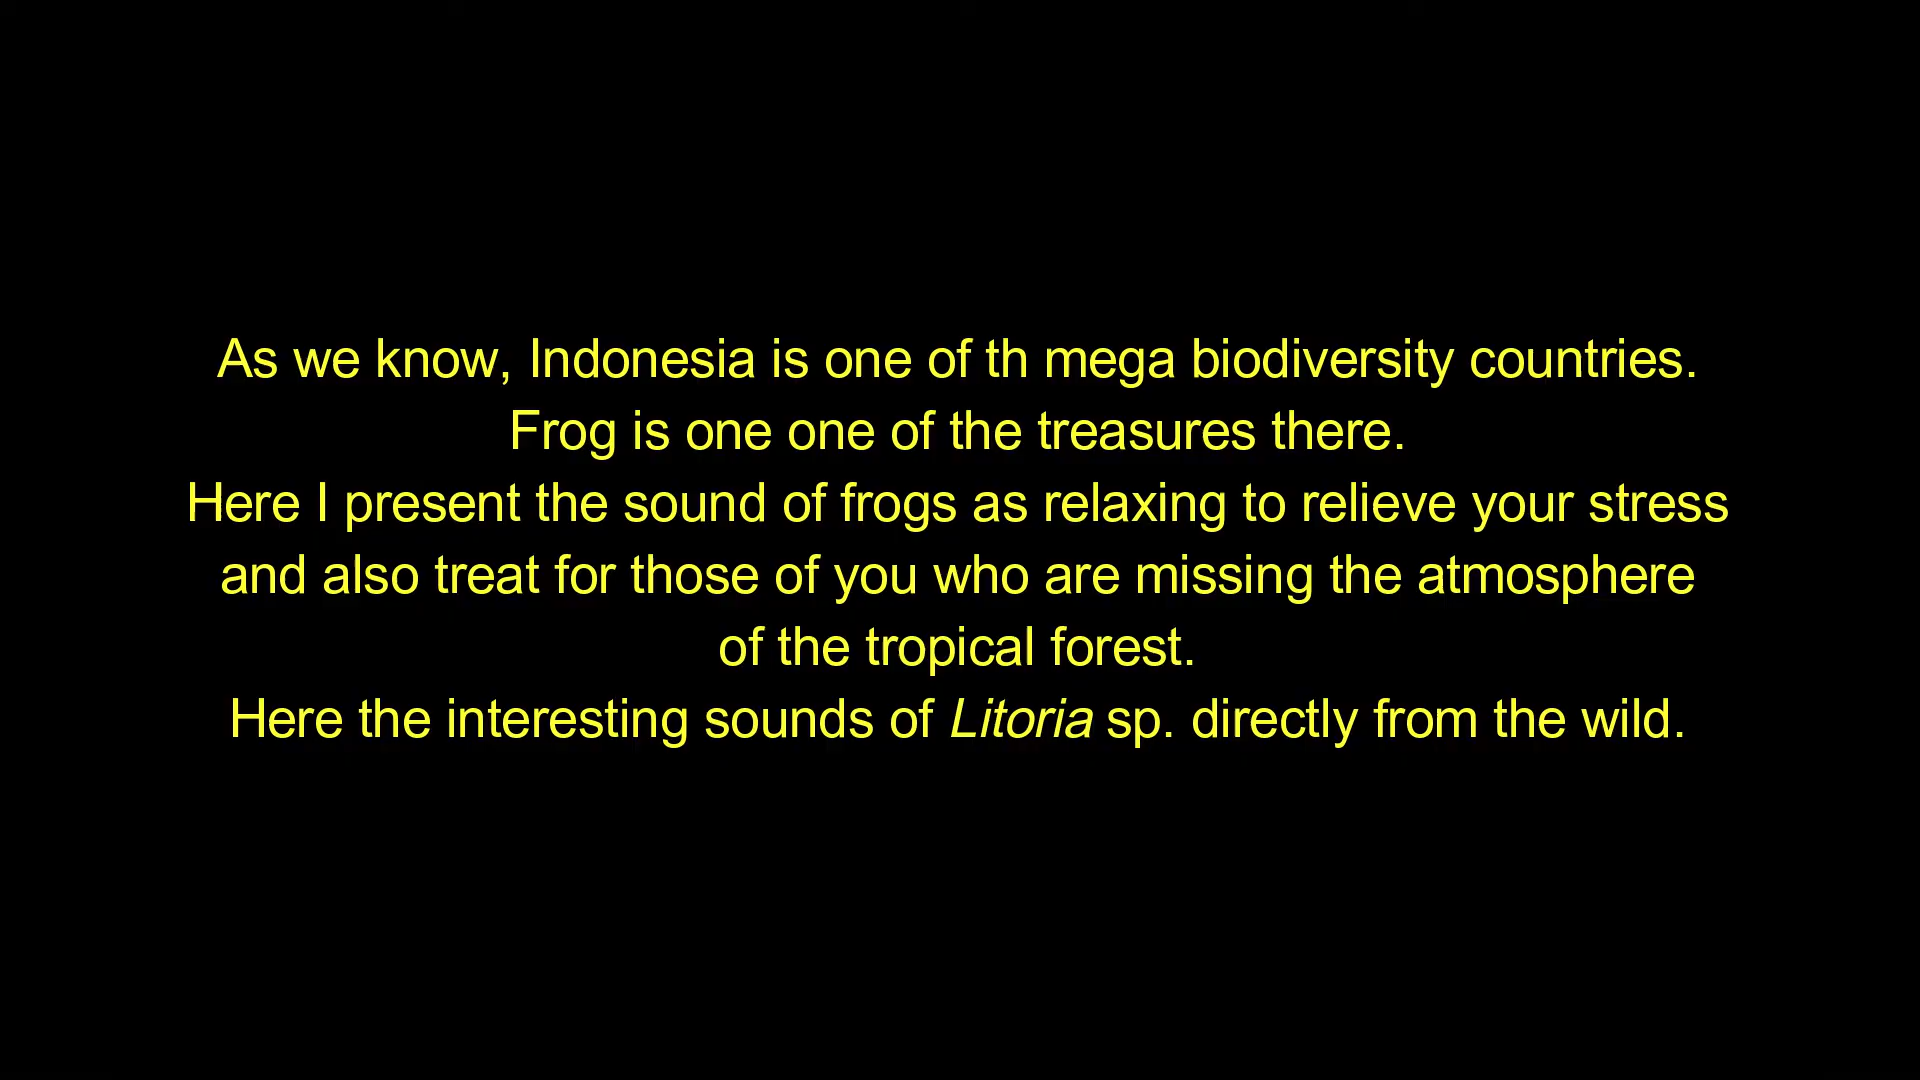 As we know, Indonesia is one of th mega biodiversity countries.
Frog is one one of the treasures there.
Here I present the sound of frogs as relaxing to relieve your stress
and also treat for those of you who are missing the atmosphere
of the tropical forest.
Here the interesting sounds of Litoria sp. directly from the wild.